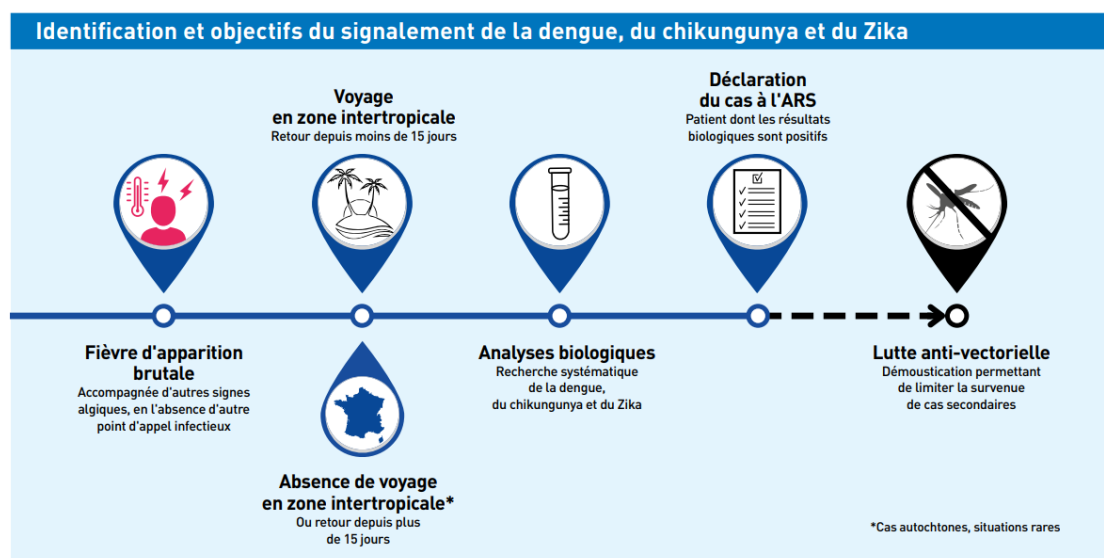 Identification et objectifs du signalement de la dengue, du chikungunya et du Zika
Voyage
en zone intertropicale
Retour depuis moins de 15 jours
Déclaration
du cas à l'ARS
Patient dont les résultats
biologiques sont positifs
Fièvre d'apparition
brutale
Accompagnée d'autres signes
algiques, en l'absence d'autre
point d'appel infectieux
Analyses biologiques
Recherche systématique
de la dengue,
du chikungunya et du Zika
Lutte anti-vectorielle
Démoustication permettant
de limiter la survenue
de cas secondaires
Absence de voyage
en zone intertropicale*
Ou retour depuis plus
de 15 jours
*Cas autochtones, situations rares